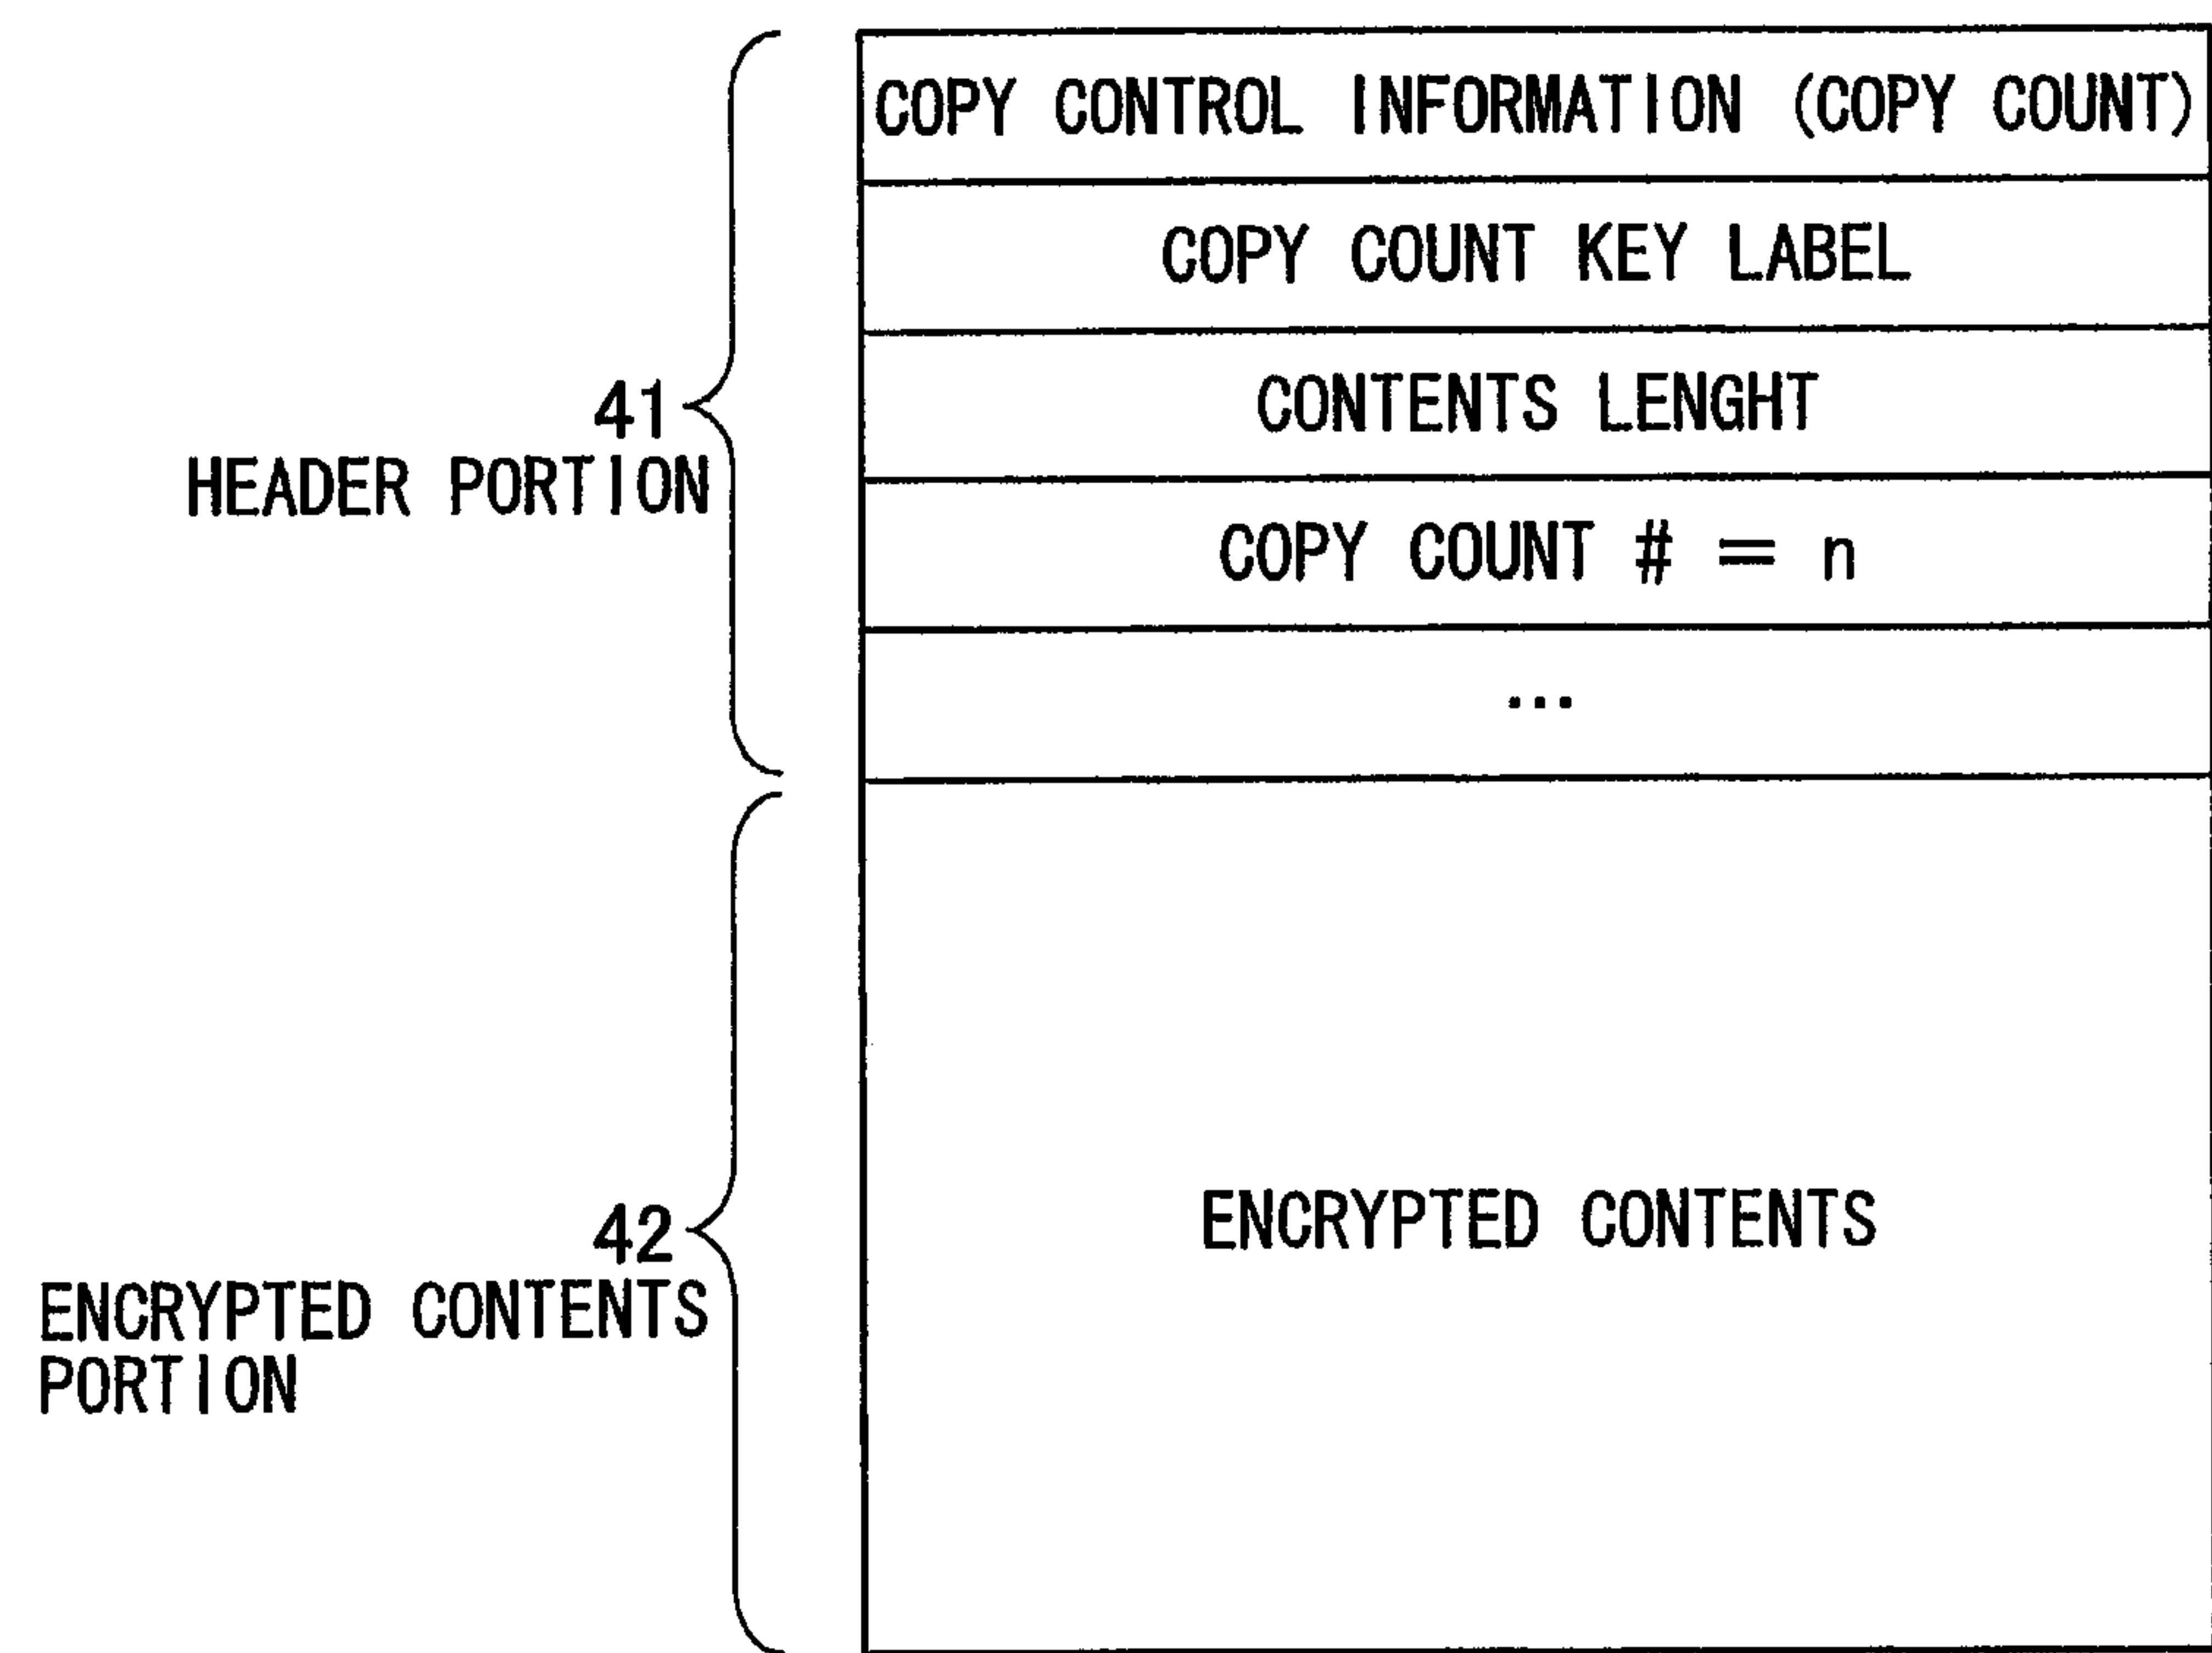 COPY CONTROL INFORMATION (COPY COUNT)
COPY COUNT KEY LABEL
CONTENTS LENGHT
41
HEADER PORTION
COPY COUNT # = n
...
42
ENCRYPTED CONTENTS
PORTION
ENCRYPTED CONTENTS